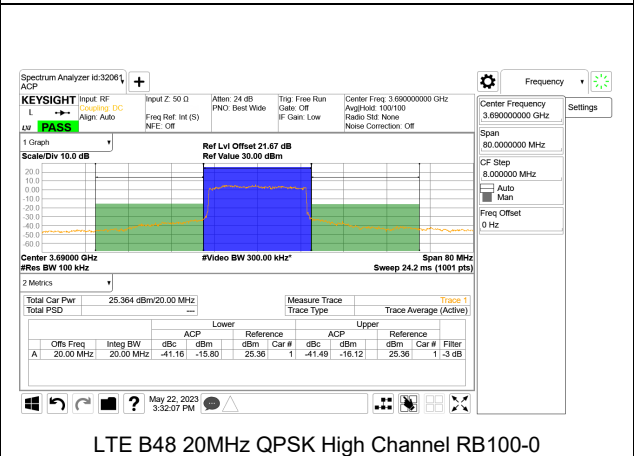 Spectrum Analyzer id:32061
ACP
+
Frequency
KEYSIGHT
Input: RF
Coupling: DC
Align: Auto
Input Z: 50 Ω
Freq Ref: Int (S)
NFE: Off
Atten: 24 dB
PNO: Best Wide
Trig: Free Run
Gate: Off
IF Gain: Low
Center Freq: 3.690000000 GHz
Avg|Hold: 100/100
Radio Std: None
Noise Correction: Off
L
LXI
PASS
Center Frequency
3.690000000 GHz
Settings
Span
80.0000000 MHz
CF Step
8.000000 MHz
Auto
Man
Freq Offset
0 Hz
1 Graph
Scale/Div 10.0 dB
Ref Lvl Offset 21.67 dB
Ref Value 30.00 dBm
20.0
10.0
0.00
-10.0
-20.0
-30.0
-40.0
-50.0
-60.0
Center 3.69000 GHz
#Res BW 100 kHz
#Video BW 300.00 kHz*
Span 80 MHz
Sweep 24.2 ms (1001 pts)
2 Metrics
Total Car Pwr 25.364 dBm/20.00 MHz
Total PSD ---
Measure Trace Trace 1
Trace Type Trace Average (Active)
Lower Upper
ACP Reference ACP Reference
Offs Freq Integ BW dBc dBm dBm Car # dBc dBm dBm Car # Filter
A 20.00 MHz 20.00 MHz -41.16 -15.80 25.36 1 -41.49 -16.12 25.36 1 -3 dB
?
May 22, 2023
3:32:07 PM
LTE B48 20MHz QPSK High Channel RB100-0